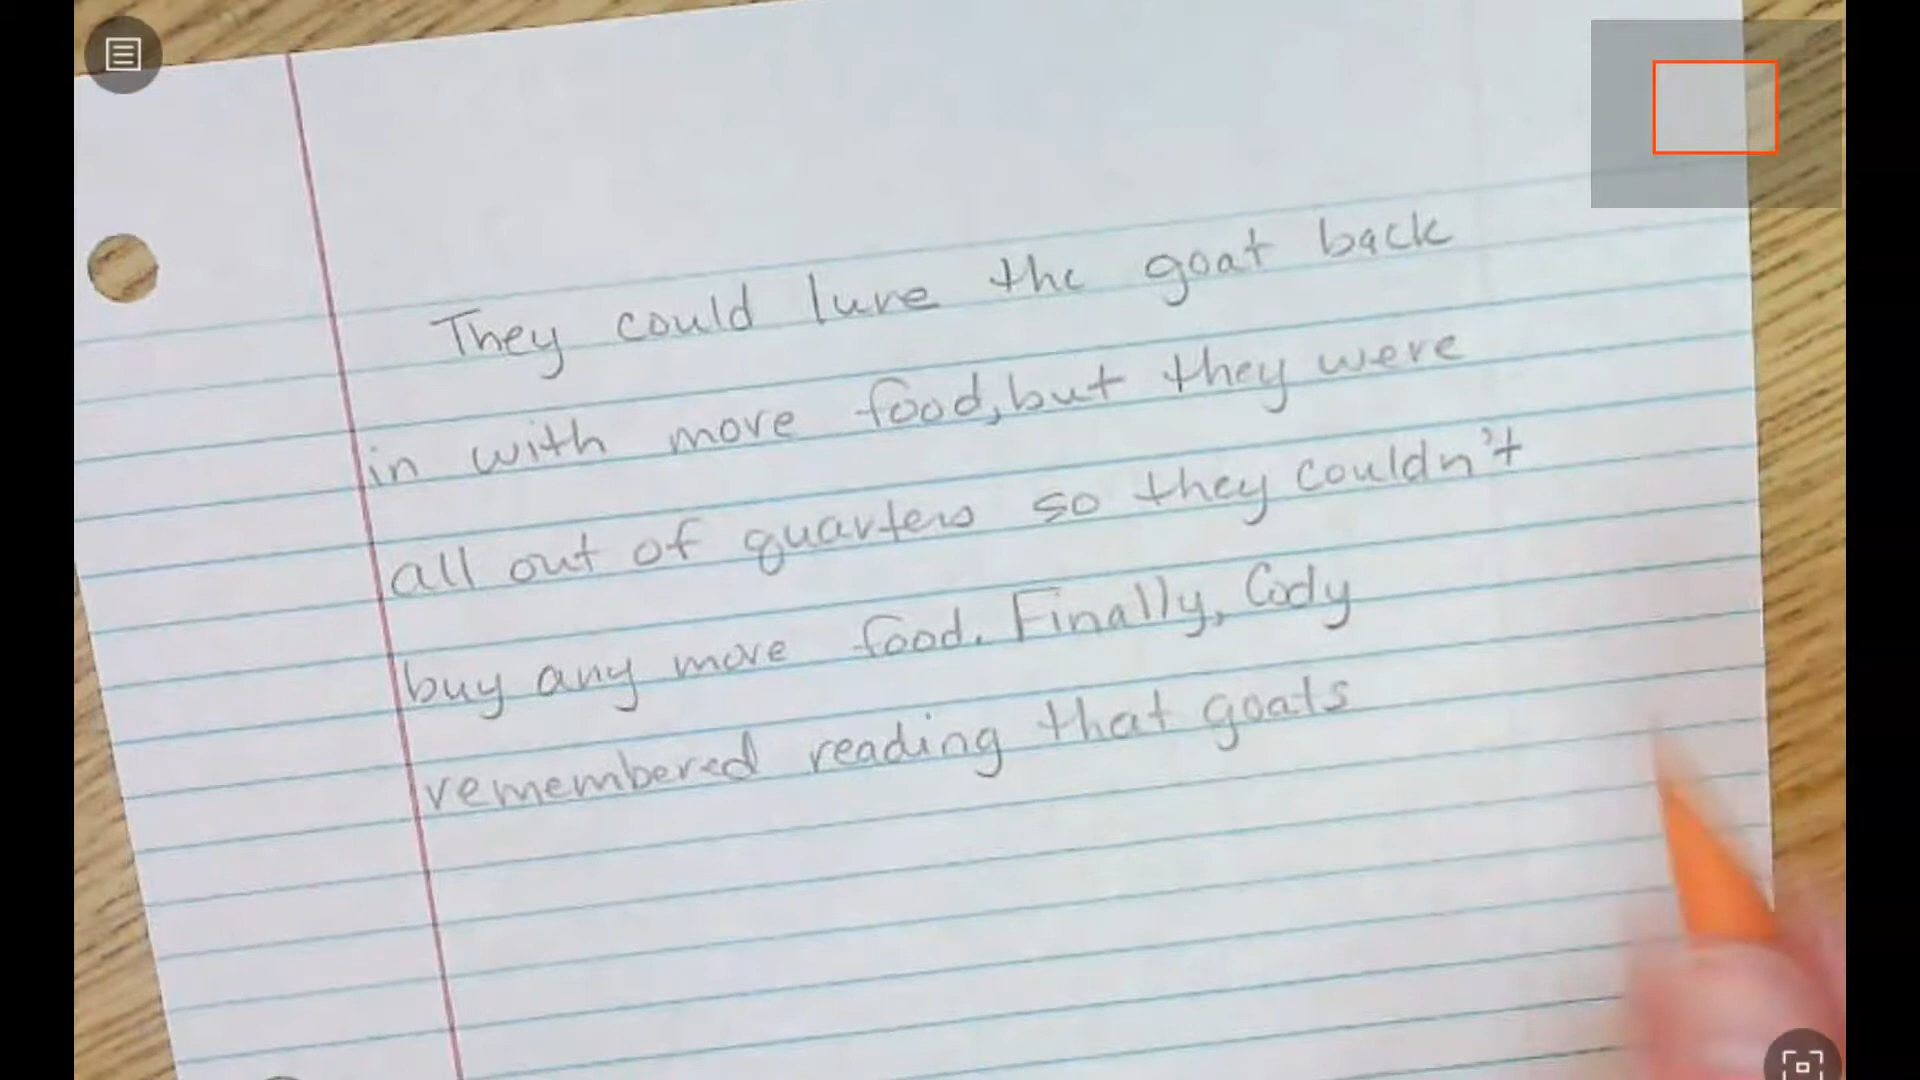 They could lure the goat back
in with more food, but they were
all out of quarters so they couldn't
buy any more food. Finally, Cody
remembered reading that goats